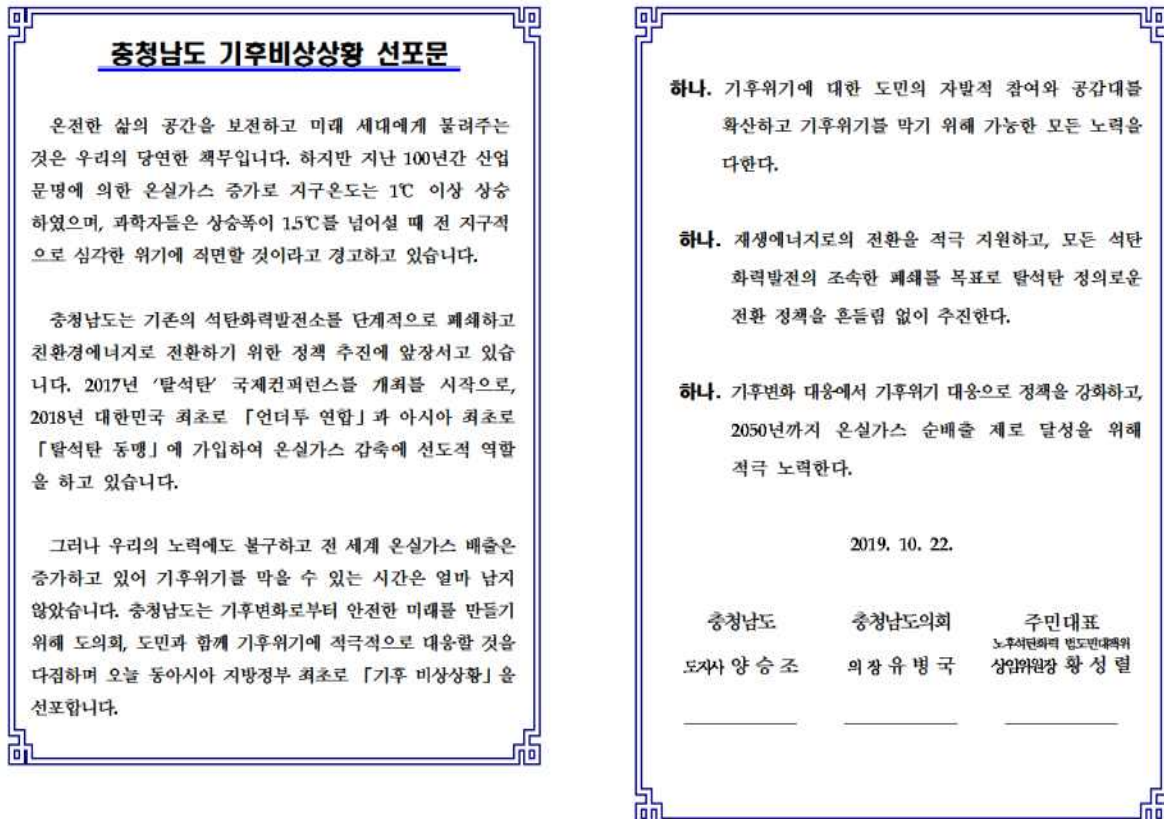 충청남도 기후비상상황 선포문
온전한 삶의 공간을 보전하고 미래 세대에게 물려주는
것은 우리의 당연한 책무입니다. 하지만 지난 100년간 산업
문명에 의한 온실가스 증가로 지구온도는 1℃ 이상 상승
하였으며, 과학자들은 상승폭이 1.5℃를 넘어설 때 전 지구적
으로 심각한 위기에 직면할 것이라고 경고하고 있습니다.
충청남도는 기존의 석탄화력발전소를 단계적으로 폐쇄하고
친환경에너지로 전환하기 위한 정책 추진에 앞장서고 있습
니다. 2017년 '탈석탄' 국제컨퍼런스를 개최를 시작으로,
2018년 대한민국 최초로 「언더투 연합」과 아시아 최초로
「탈석탄 동맹」에 가입하여 온실가스 감축에 선도적 역할
을 하고 있습니다.
그러나 우리의 노력에도 불구하고 전 세계 온실가스 배출은
증가하고 있어 기후위기를 막을 수 있는 시간은 얼마 남지
않았습니다. 충청남도는 기후변화로부터 안전한 미래를 만들기
위해 도의회, 도민과 함께 기후위기에 적극적으로 대응할 것을
다짐하며 오늘 동아시아 지방정부 최초로 「기후 비상상황」을
선포합니다.
하나. 기후위기에 대한 도민의 자발적 참여와 공감대를
확산하고 기후위기를 막기 위해 가능한 모든 노력을
다한다.
하나. 재생에너지로의 전환을 적극 지원하고, 모든 석탄
화력발전의 조속한 폐쇄를 목표로 탈석탄 정의로운
전환 정책을 흔들림 없이 추진한다.
하나. 기후변화 대응에서 기후위기 대응으로 정책을 강화하고,
2050년까지 온실가스 순배출 제로 달성을 위해
적극 노력한다.
2019. 10. 22.
충청남도 충청남도의회 주민대표
노후석탄화력 범도민대책위
도지사 양승조 의장 유병국 상임위원장 황성렬